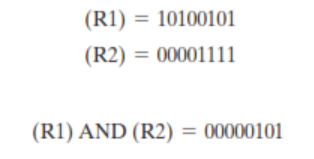 (R1) = 10100101
(R2) = 00001111
(R1) AND (R2) = 00000101